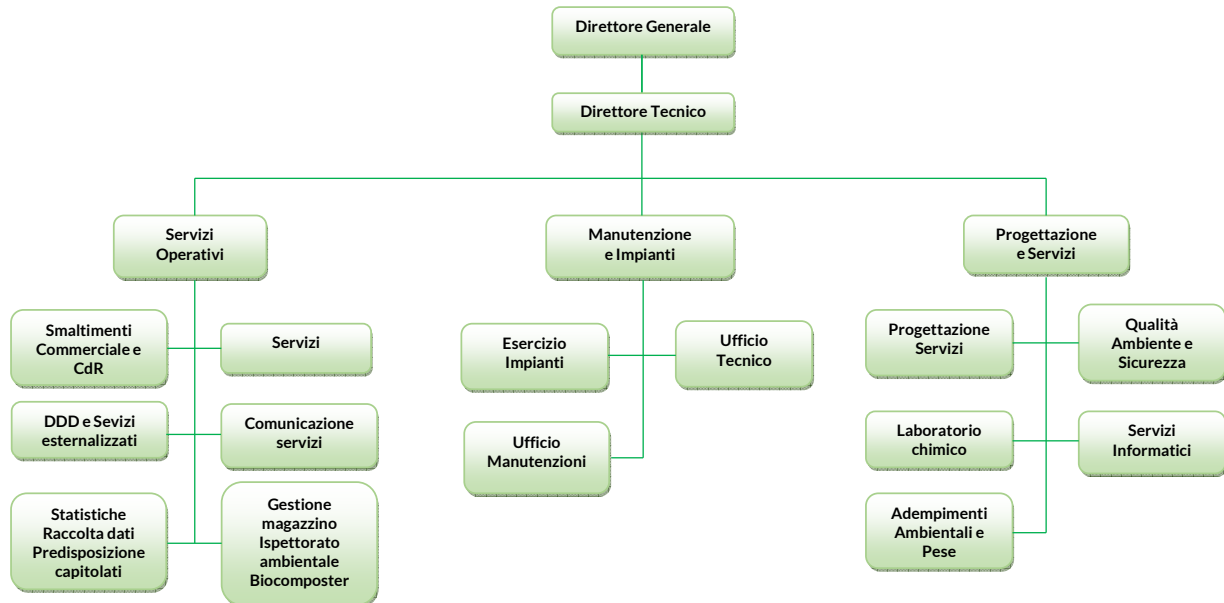 Direttore Generale
Direttore Tecnico
Servizi
Operativi
Manutenzione
e Impianti
Progettazione
e Servizi
Smaltimenti
Commerciale e
CdR
Servizi
Esercizio
Impianti
Ufficio
Tecnico
Progettazione
Servizi
Qualità
Ambiente e
Sicurezza
DDD e Sevizi
esternalizzati
Comunicazione
servizi
Ufficio
Manutenzioni
Laboratorio
chimico
Servizi
Informatici
Statistiche
Raccolta dati
Predisposizione
capitolati
Gestione
magazzino
Ispettorato
ambientale
Biocomposter
Adempimenti
Ambientali e
Pese